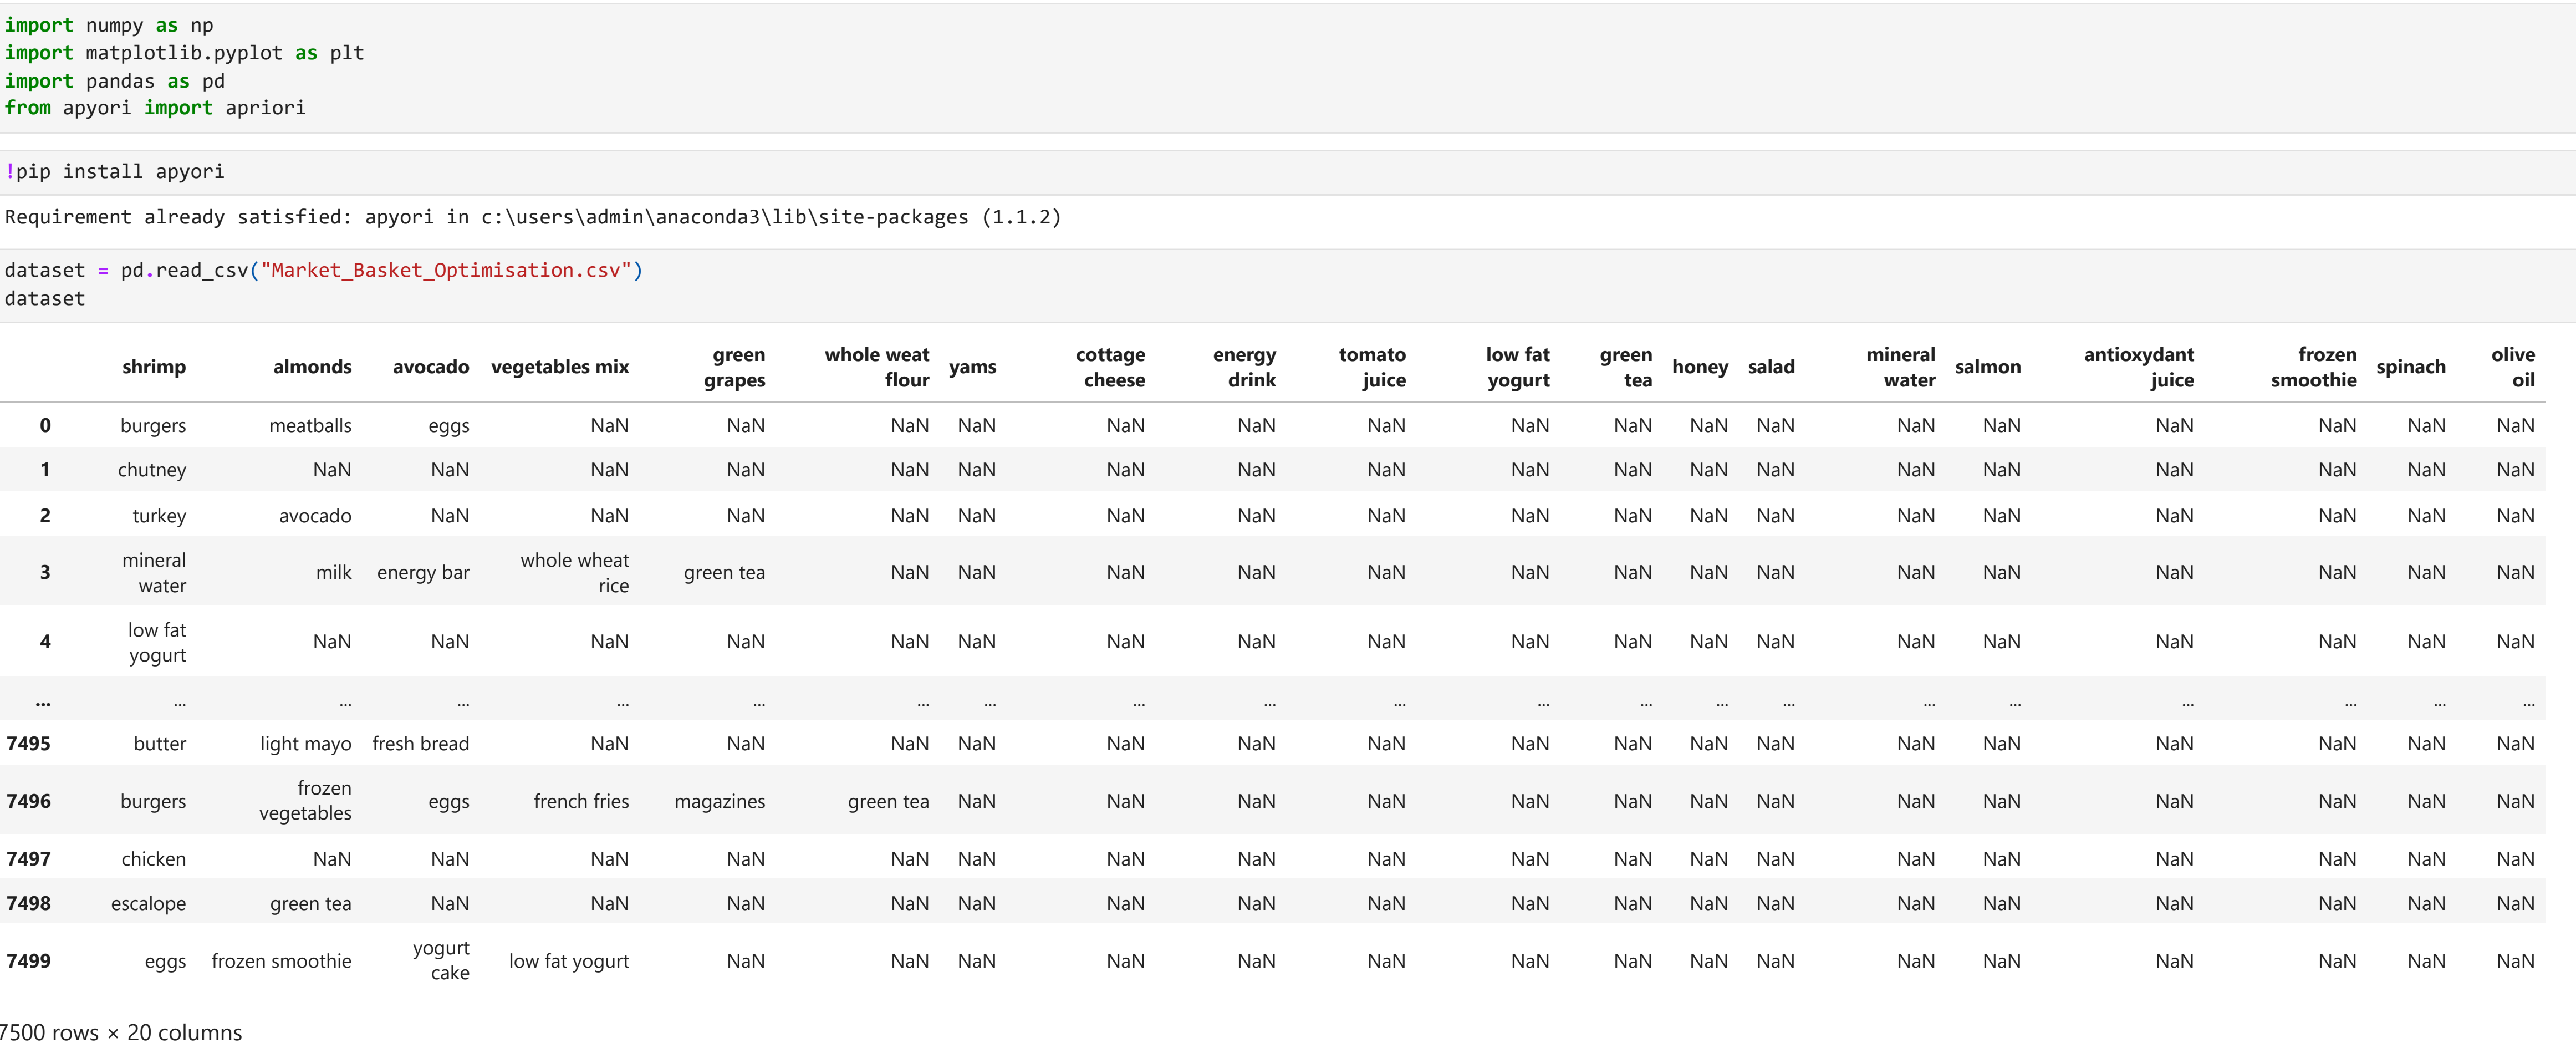 import numpy as np
import matplotlib.pyplot as plt
import pandas as pd
from apyori import apriori
!pip install apyori
Requirement already satisfied: apyori in c:\users\admin\anaconda3\lib\site-packages (1.1.2)
dataset = pd.read_csv("Market_Basket_Optimisation.csv")
dataset
shrimp almonds avocado vegetables mix green grapes whole weat flour yams cottage cheese energy drink tomato juice low fat yogurt green tea honey salad mineral water salmon antioxydant juice frozen smoothie spinach olive oil
0 burgers meatballs eggs NaN NaN NaN NaN NaN NaN NaN NaN NaN NaN NaN NaN NaN NaN NaN NaN NaN
1 chutney NaN NaN NaN NaN NaN NaN NaN NaN NaN NaN NaN NaN NaN NaN NaN NaN NaN NaN NaN
2 turkey avocado NaN NaN NaN NaN NaN NaN NaN NaN NaN NaN NaN NaN NaN NaN NaN NaN NaN NaN
3 mineral water milk energy bar whole wheat rice green tea NaN NaN NaN NaN NaN NaN NaN NaN NaN NaN NaN NaN NaN NaN NaN
4 low fat yogurt NaN NaN NaN NaN NaN NaN NaN NaN NaN NaN NaN NaN NaN NaN NaN NaN NaN NaN NaN
... ... ... ... ... ... ... ... ... ... ... ... ... ... ... ... ... ... ... ... ...
7495 butter light mayo fresh bread NaN NaN NaN NaN NaN NaN NaN NaN NaN NaN NaN NaN NaN NaN NaN NaN NaN
7496 burgers frozen vegetables eggs french fries magazines green tea NaN NaN NaN NaN NaN NaN NaN NaN NaN NaN NaN NaN NaN NaN
7497 chicken NaN NaN NaN NaN NaN NaN NaN NaN NaN NaN NaN NaN NaN NaN NaN NaN NaN NaN NaN
7498 escalope green tea NaN NaN NaN NaN NaN NaN NaN NaN NaN NaN NaN NaN NaN NaN NaN NaN NaN NaN
7499 eggs frozen smoothie yogurt cake low fat yogurt NaN NaN NaN NaN NaN NaN NaN NaN NaN NaN NaN NaN NaN NaN NaN NaN
7500 rows × 20 columns